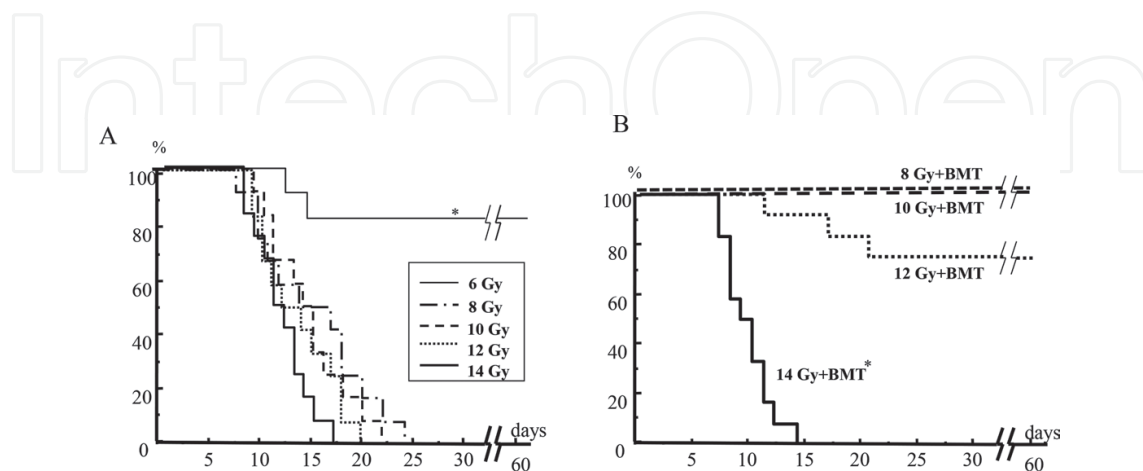 IntechOpen
A
%
100
80
60
40
20
0
5 10 15 20 25 30 60
days
6 Gy
8 Gy
10 Gy
12 Gy
14 Gy
*
B
%
100
80
60
40
20
0
5 10 15 20 25 30 60
days
8 Gy+BMT
10 Gy+BMT
12 Gy+BMT
14 Gy+BMT*